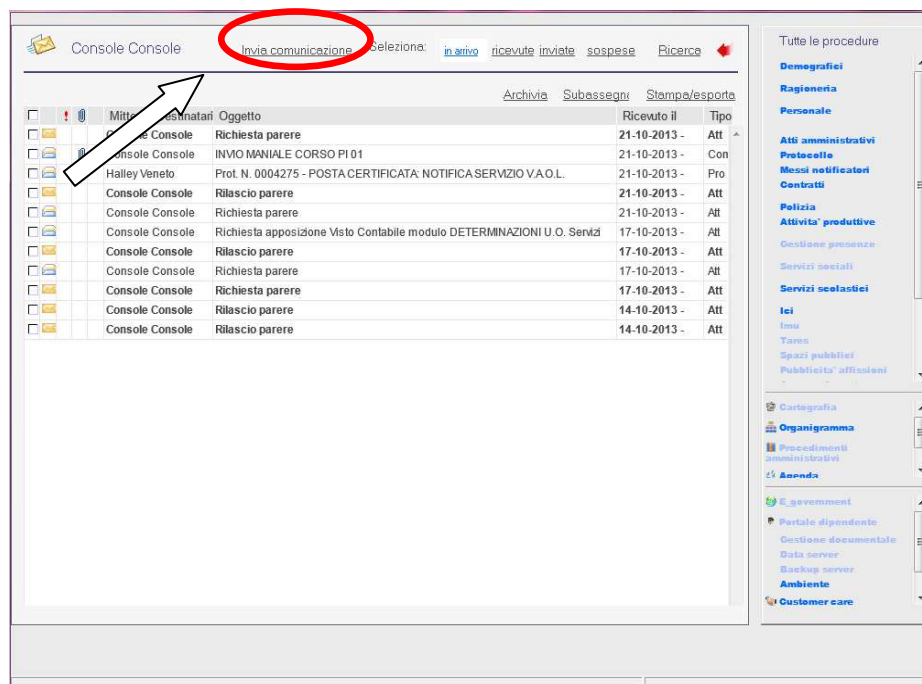 Console Console Invia comunicazione Seleziona: in arrivo ricevute inviate sospese Ricerca
Archivia Subassegna Stampa/esporta
! Oggetto Ricevuto il Tipo
Console Console Richiesta parere 21-10-2013 - Att
Console Console INVIO MANIALE CORSO PI 01 21-10-2013 - Con
Halley Veneto Prot. N. 0004275 - POSTA CERTIFICATA: NOTIFICA SERVIZIO V.A.O.L. 21-10-2013 - Pro
Console Console Rilascio parere 21-10-2013 - Att
Console Console Richiesta parere 21-10-2013 - Att
Console Console Richiesta apposizione Visto Contabile modulo DETERMINAZIONI U.O. Servizi 17-10-2013 - Att
Console Console Rilascio parere 17-10-2013 - Att
Console Console Richiesta parere 17-10-2013 - Att
Console Console Richiesta parere 17-10-2013 - Att
Console Console Rilascio parere 14-10-2013 - Att
Console Console Rilascio parere 14-10-2013 - Att
Tutte le procedure
Demografici
Ragioneria
Personale
Atti amministrativi
Protocollo
Messi notificatori
Contratti
Polizia
Attivita' produttive
Gestione presenze
Servizi sociali
Servizi scolastici
Ici
Imu
Tares
Spazi pubblici
Pubblicita' affissioni
Cartografia
Organigramma
Procedimenti
amministrativi
Agenda
E_government
Portale dipendente
Gestione documentale
Data server
Backup server
Ambiente
Customer care